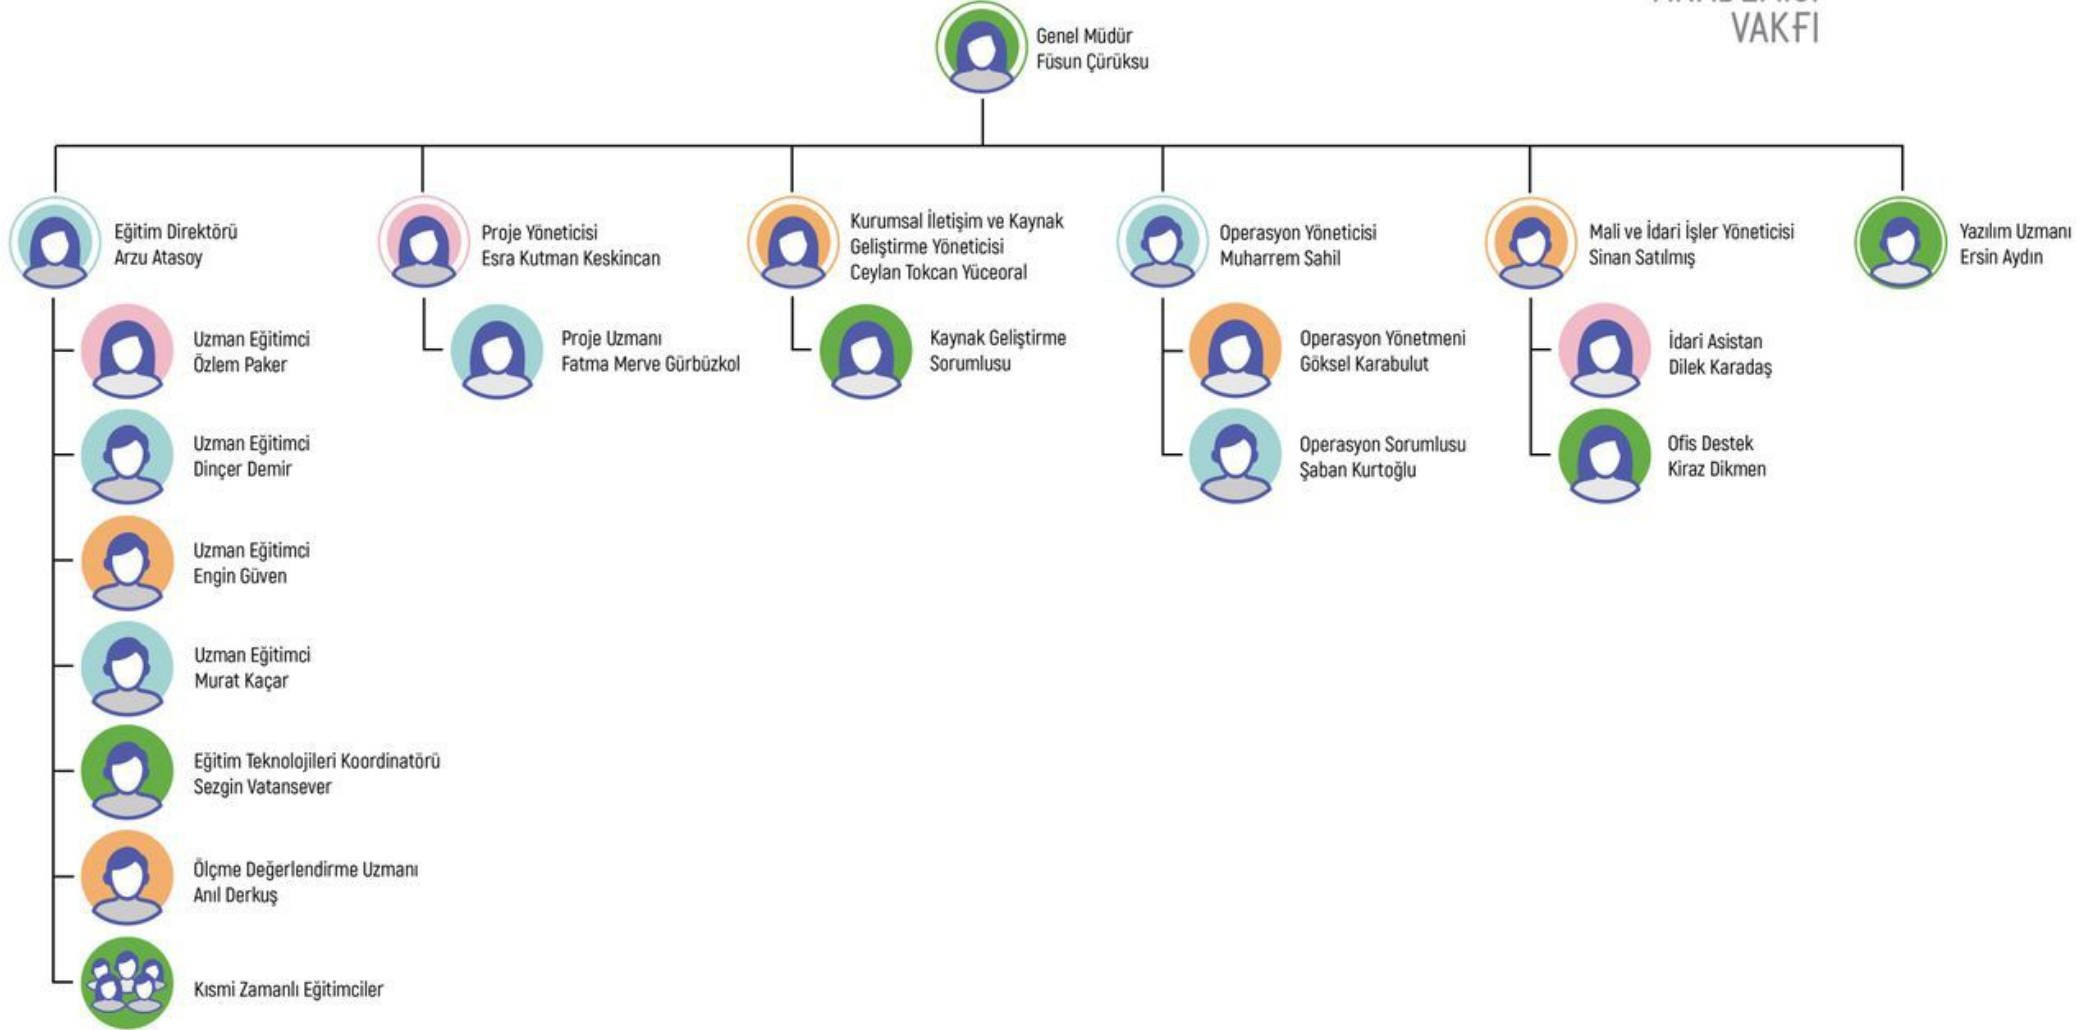 VAKFI
Genel Müdür
Füsun Çürüksu
Eğitim Direktörü
Arzu Atasoy
Uzman Eğitimci
Özlem Paker
Uzman Eğitimci
Dinçer Demir
Uzman Eğitimci
Engin Güven
Uzman Eğitimci
Murat Kaçar
Eğitim Teknolojileri Koordinatörü
Sezgin Vatansever
Ölçme Değerlendirme Uzmanı
Anıl Derkuş
Kısmi Zamanlı Eğitimciler
Proje Yöneticisi
Esra Kutman Keskincan
Proje Uzmanı
Fatma Merve Gürbüzkol
Kurumsal İletişim ve Kaynak
Geliştirme Yöneticisi
Ceylan Tokcan Yüceoral
Kaynak Geliştirme
Sorumlusu
Operasyon Yöneticisi
Muharrem Sahil
Operasyon Yönetmeni
Göksel Karabulut
Operasyon Sorumlusu
Şaban Kurtoğlu
Mali ve İdari İşler Yöneticisi
Sinan Satılmış
İdari Asistan
Dilek Karadaş
Ofis Destek
Kiraz Dikmen
Yazılım Uzmanı
Ersin Aydın